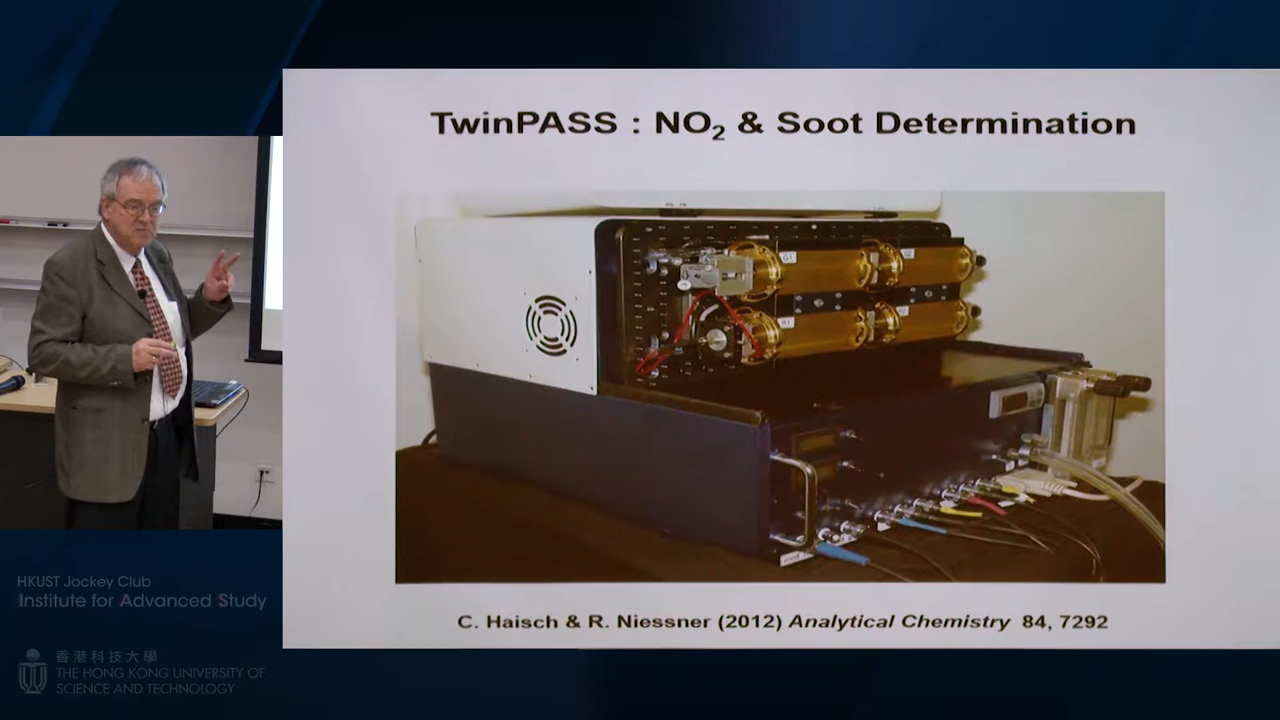 TwinPASS : NO₂ & Soot Determination
C. Haisch & R. Niessner (2012) Analytical Chemistry 84, 7292
HKUST Jockey Club
Institute for Advanced Study
香港科技大學
THE HONG KONG UNIVERSITY OF
SCIENCE AND TECHNOLOGY